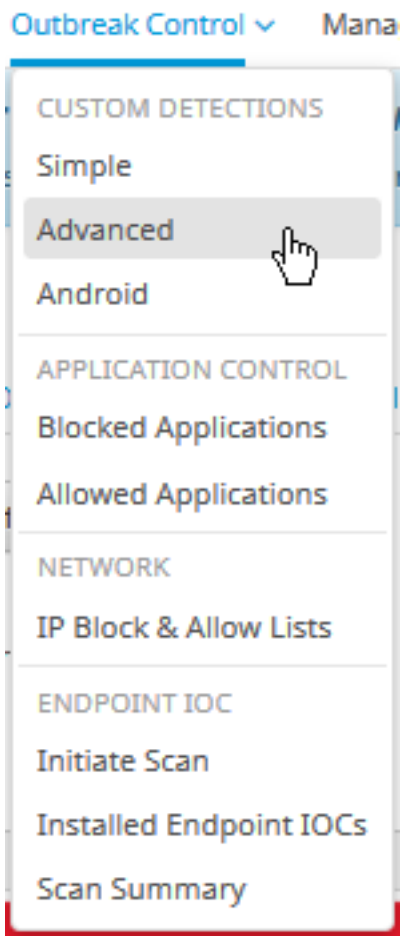 Outbreak Control
CUSTOM DETECTIONS
Simple
Advanced
Android
APPLICATION CONTROL
Blocked Applications
Allowed Applications
NETWORK
IP Block & Allow Lists
ENDPOINT IOC
Initiate Scan
Installed Endpoint IOCs
Scan Summary